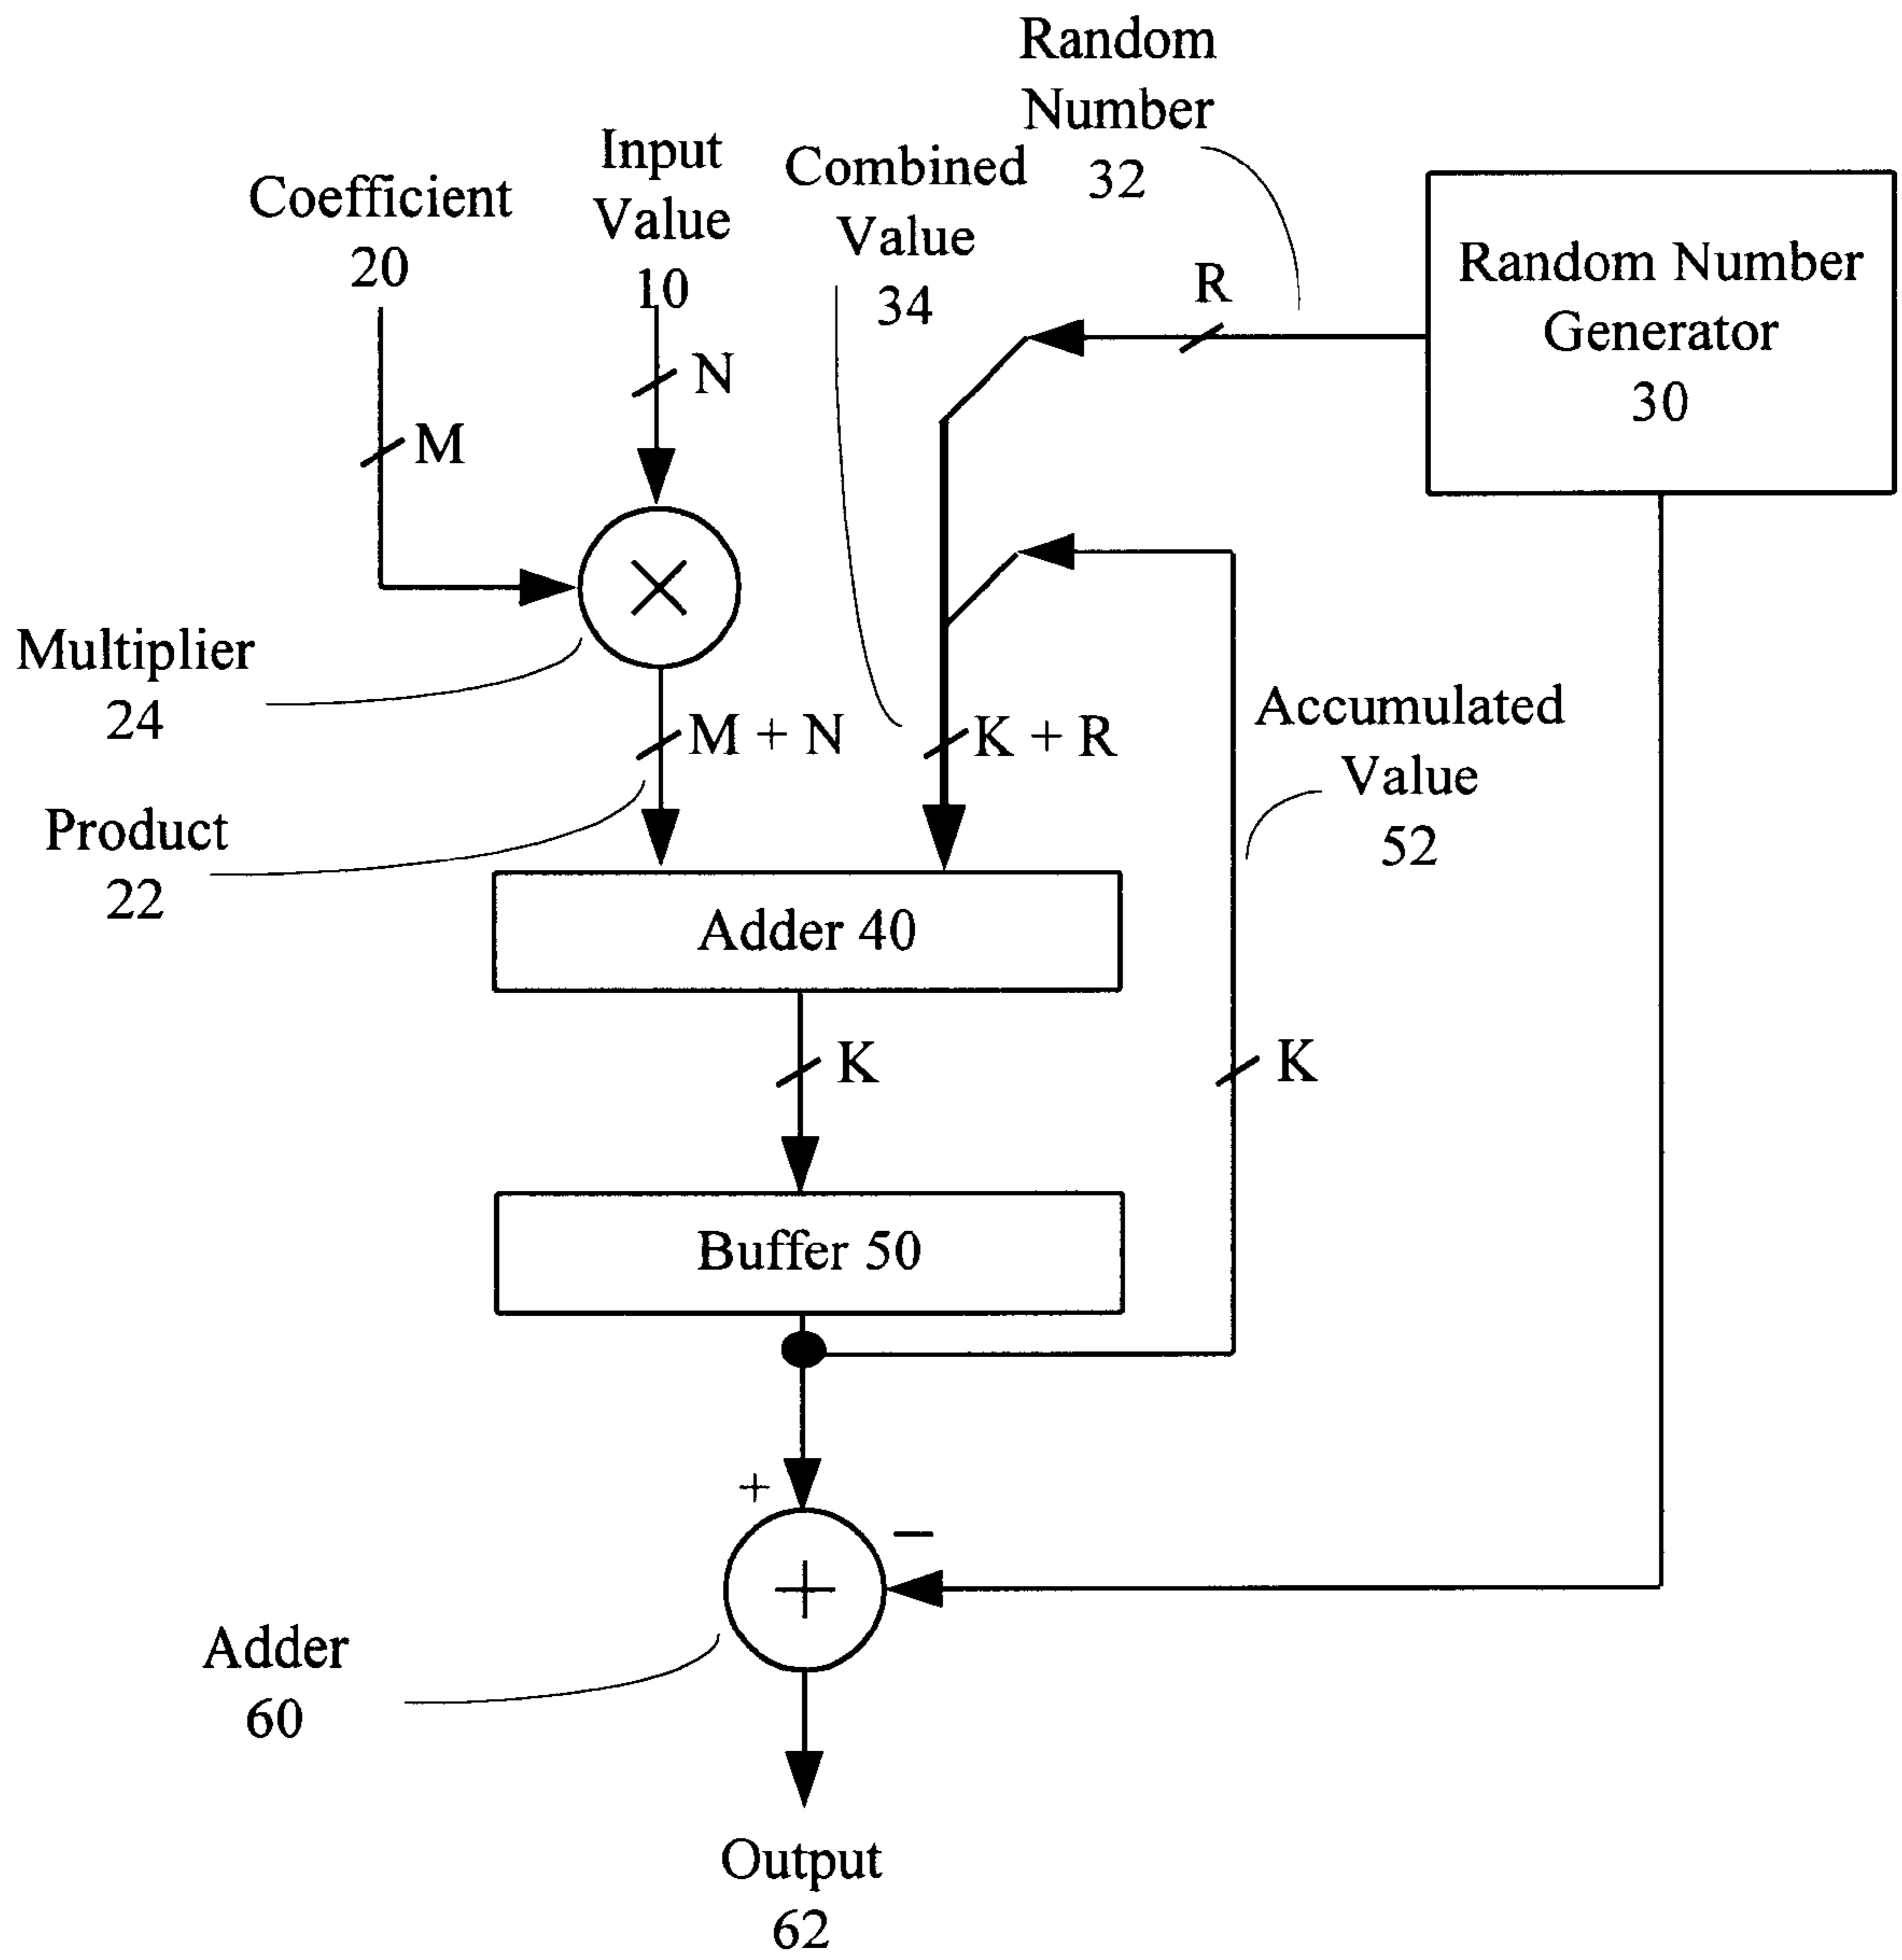 Random
Number
32
Input
Value
10
Combined
Value
34
Coefficient
20
R
Random Number
Generator
30
N
M
×
Multiplier
24
M + N
K + R
Accumulated
Value
52
Product
22
Adder 40
K
K
Buffer 50
+
−
+
Adder
60
Output
62